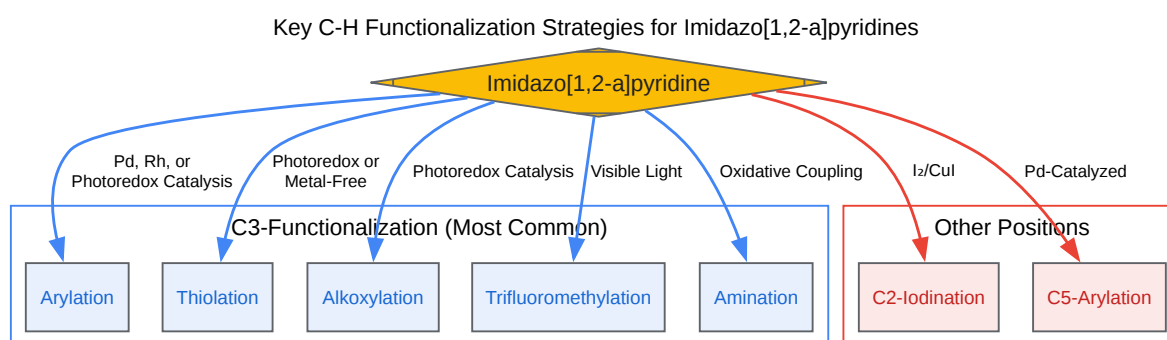 Key C-H Functionalization Strategies for Imidazo[1,2-a]pyridines
Imidazo[1,2-a]pyridine
Pd, Rh, or
Photoredox Catalysis
Photoredox or
Metal-Free
Photoredox Catalysis
Visible Light
Oxidative Coupling
I₂/CuI
Pd-Catalyzed
C3-Functionalization (Most Common)
Other Positions
Arylation
Thiolation
Alkoxylation
Trifluoromethylation
Amination
C2-Iodination
C5-Arylation